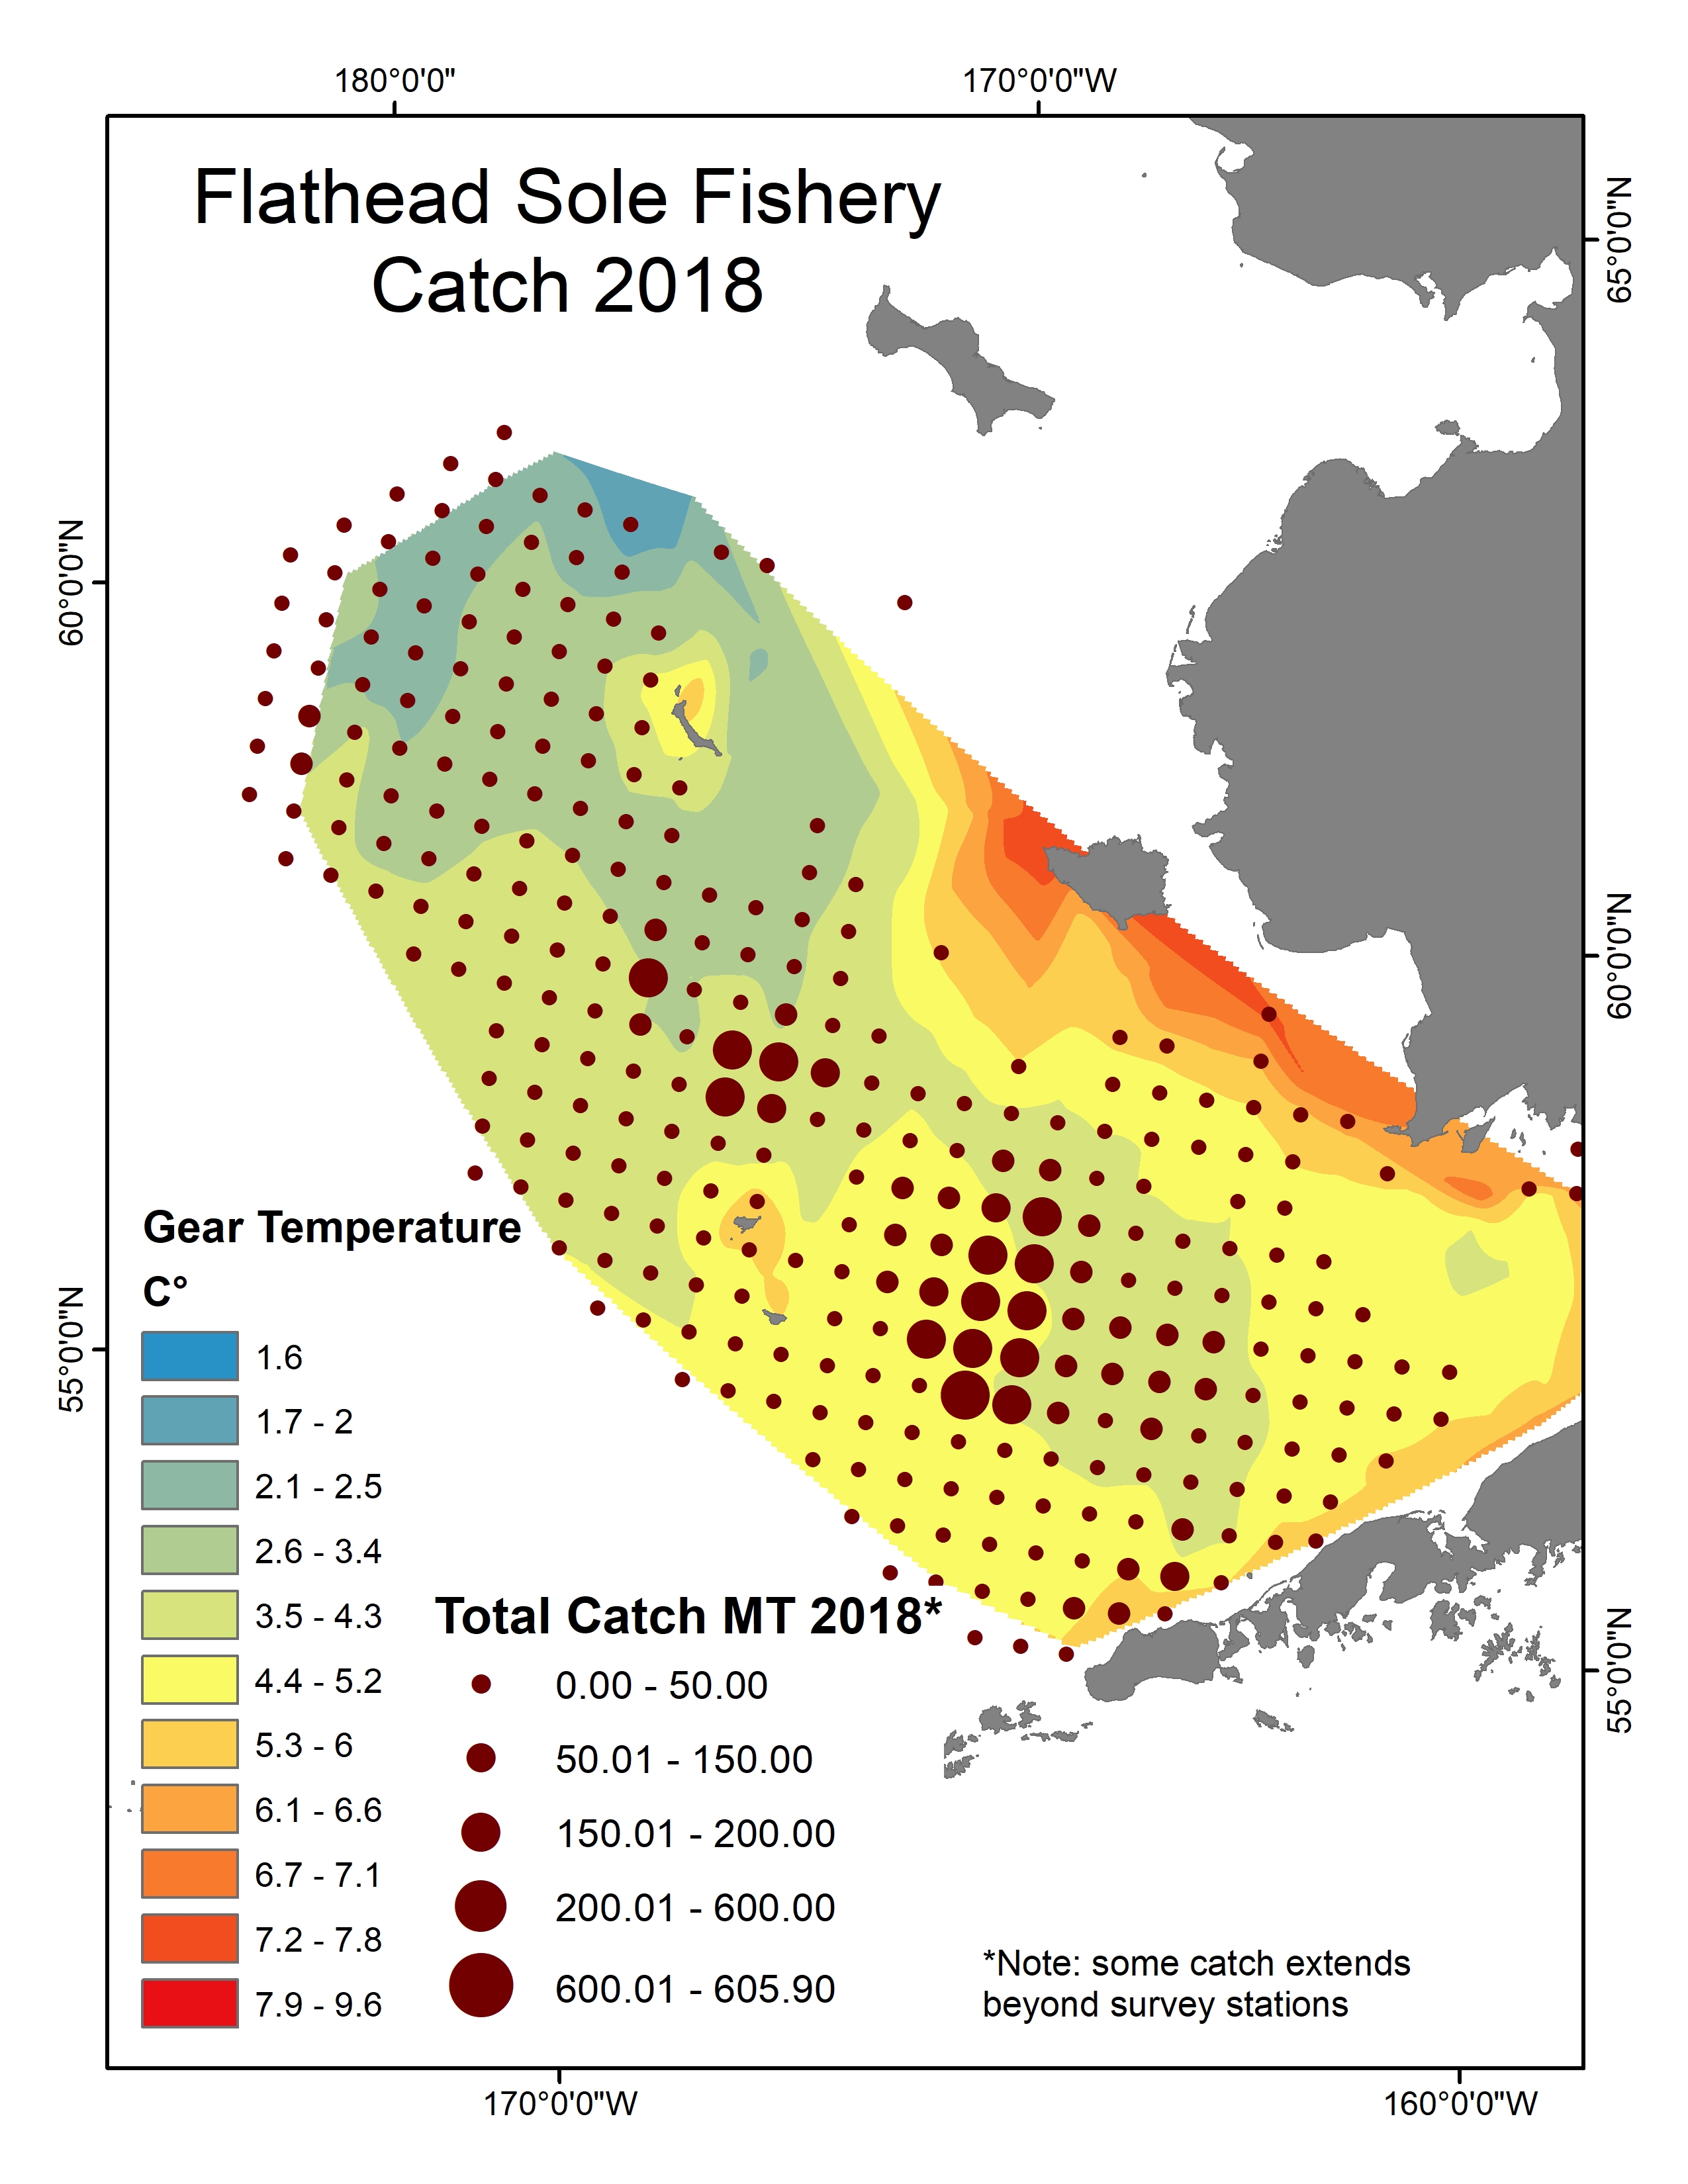 180°0'0"
170°0'0"W
Flathead Sole Fishery
Catch 2018
65°0'0"N
60°0'0"N
60°0'0"N
55°0'0"N
55°0'0"N
Gear Temperature
C°
1.6
1.7 - 2
2.1 - 2.5
2.6 - 3.4
3.5 - 4.3
4.4 - 5.2
5.3 - 6
6.1 - 6.6
6.7 - 7.1
7.2 - 7.8
7.9 - 9.6
Total Catch MT 2018*
0.00 - 50.00
50.01 - 150.00
150.01 - 200.00
200.01 - 600.00
600.01 - 605.90
*Note: some catch extends
beyond survey stations
170°0'0"W
160°0'0"W